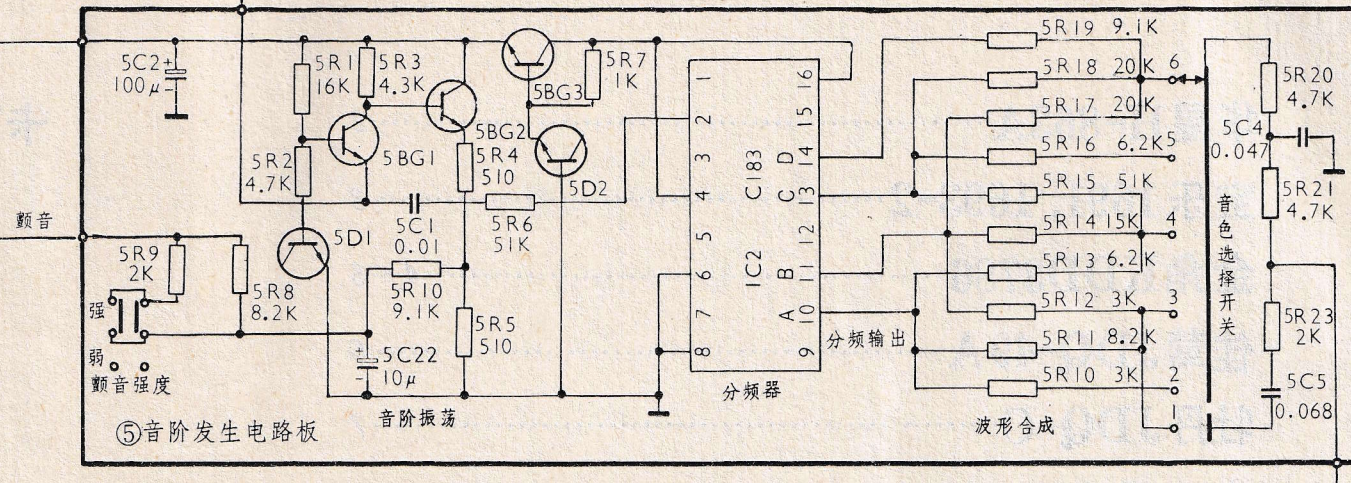 5C2
100μ
5R1
16K
5R3
4.3K
5BG2
5BG3
5R7
1K
5R2
4.7K
5BG1
5R4
510
5D2
颤音
5D1
5C1
0.01
5R6
51K
5R9
2K
5R8
8.2K
5R10
9.1K
5R5
510
强
弱
颤音强度
5C22
10μ
音阶振荡
⑤音阶发生电路板
1
2
3
4
5
6
7
8
16
15
14
13
12
11
10
9
D
C
B
A
IC2 C183
分频器
分频输出
5R19 9.1K
5R18 20K
5R17 20K
5R16 6.2K
5R15 51K
5R14 15K
5R13 6.2K
5R12 3K
5R11 8.2K
5R10 3K
波形合成
6
5
4
3
2
1
音色选择开关
5R20
4.7K
5C4
0.047
5R21
4.7K
5R23
2K
5C5
0.068